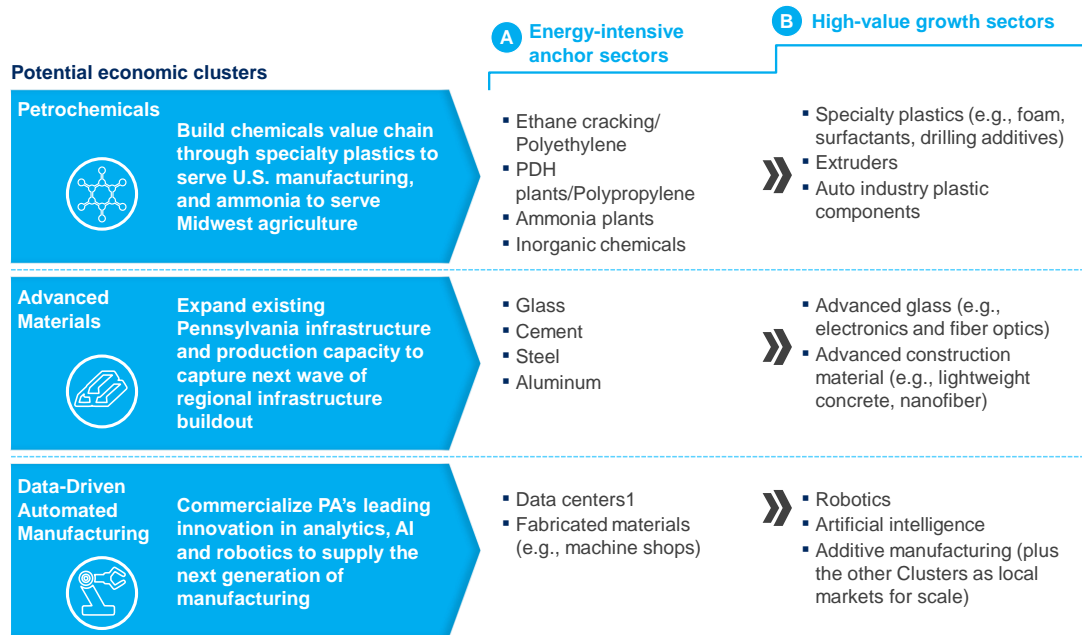 A Energy-intensive
anchor sectors
B High-value growth sectors
Potential economic clusters
Petrochemicals
Build chemicals value chain
through specialty plastics to
serve U.S. manufacturing,
and ammonia to serve
Midwest agriculture
▪ Ethane cracking/
Polyethylene
▪ PDH
plants/Polypropylene
▪ Ammonia plants
▪ Inorganic chemicals
▪ Specialty plastics (e.g., foam,
surfactants, drilling additives)
▪ Extruders
▪ Auto industry plastic
components
Advanced
Materials
Expand existing
Pennsylvania infrastructure
and production capacity to
capture next wave of
regional infrastructure
buildout
▪ Glass
▪ Cement
▪ Steel
▪ Aluminum
▪ Advanced glass (e.g.,
electronics and fiber optics)
▪ Advanced construction
material (e.g., lightweight
concrete, nanofiber)
Data-Driven
Automated
Manufacturing
Commercialize PA's leading
innovation in analytics, AI
and robotics to supply the
next generation of
manufacturing
▪ Data centers1
▪ Fabricated materials
(e.g., machine shops)
▪ Robotics
▪ Artificial intelligence
▪ Additive manufacturing (plus
the other Clusters as local
markets for scale)